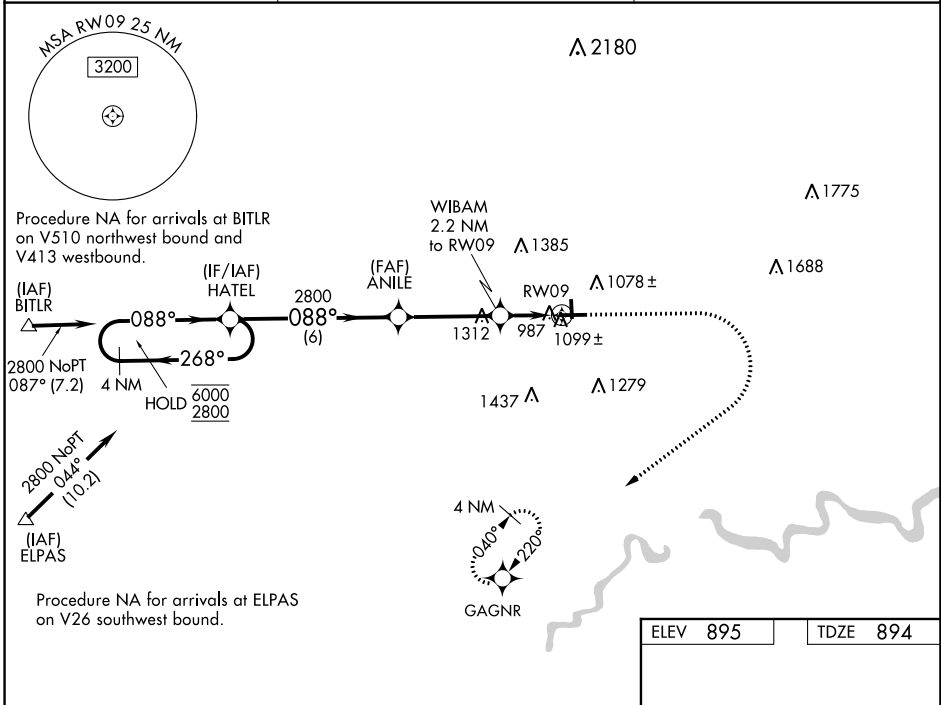 MSA RW09 25 NM
3200
2180
Procedure NA for arrivals at BITLR
on V510 northwest bound and
V413 westbound.
1775
WIBAM
2.2 NM
to RW09
1385
1688
(IAF)
BITLR
(IF/IAF)
HATEL
(FAF)
ANILE
RW09
1078 ±
2800
088°
(6)
088°
1312
987
1099 ±
2800 NoPT
087° (7.2)
268°
4 NM
HOLD
6000
2800
1437
1279
2800 NoPT
044°
(10.2)
(IAF)
ELPAS
4 NM
040°
220°
GAGNR
Procedure NA for arrivals at ELPAS
on V26 southwest bound.
ELEV 895
TDZE 894